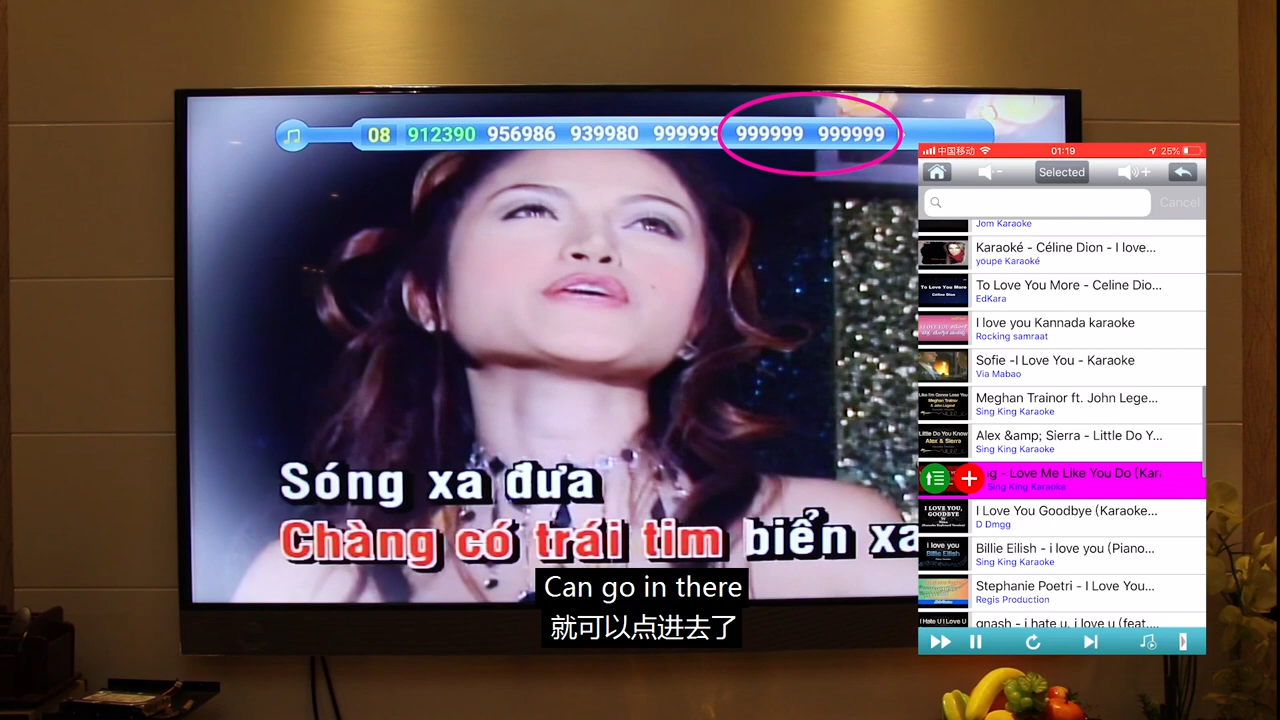 08 912390 956986 939980 999999 999999 999999
中国移动 01:19 25%
Selected
Cancel
Jom Karaoke
Karaoké - Céline Dion - I love...
youpe Karaoké
To Love You More - Celine Dio...
EdKara
I love you Kannada karaoke
Rocking samraat
Sofie -I Love You - Karaoke
Via Mabao
Meghan Trainor ft. John Lege...
Sing King Karaoke
Alex &amp; Sierra - Little Do Y...
Sing King Karaoke
- Love Me Like You Do (Kar
Sing King Karaoke
I Love You Goodbye (Karaoke...
D Dmgg
Billie Eilish - i love you (Piano...
Sing King Karaoke
Stephanie Poetri - I Love You...
Regis Production
gnash - i hate u, i love u (feat....
Sóng xa đưa
Chàng có trái tim biển xa
Can go in there
就可以点进去了